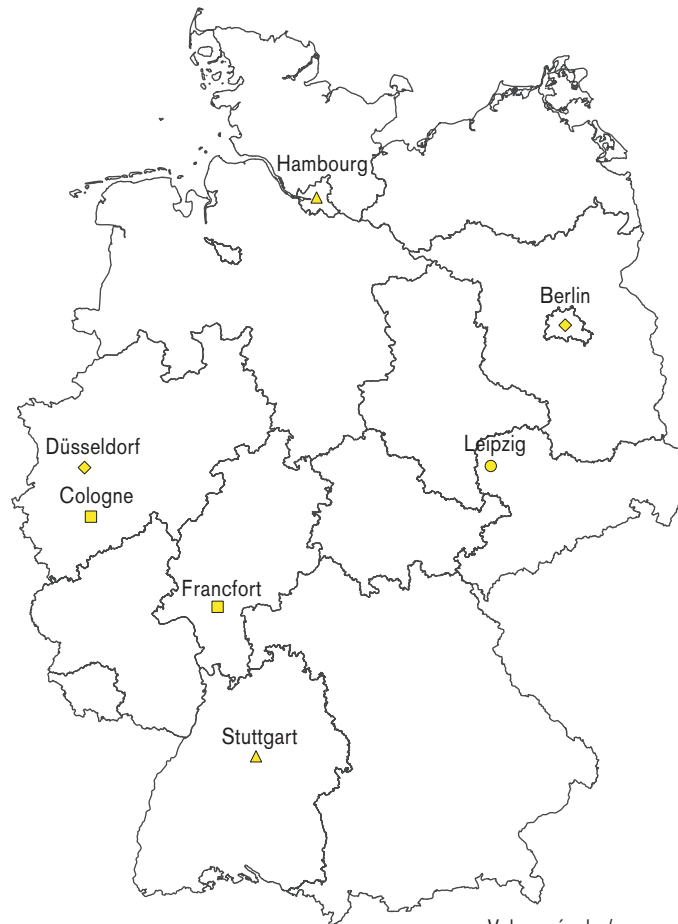 Hambourg
Berlin
Düsseldorf
Leipzig
Cologne
Francfort
Stuttgart